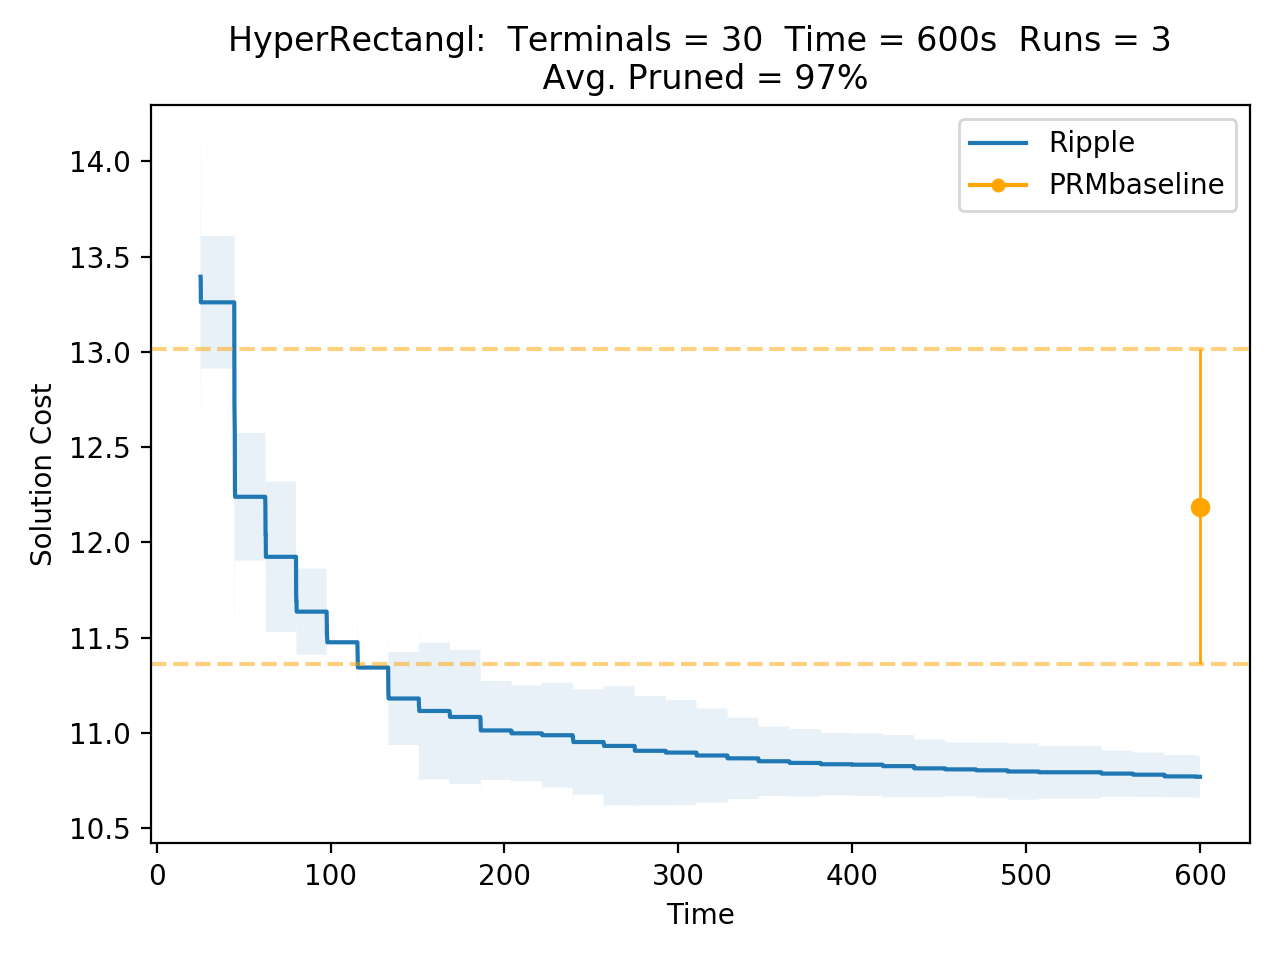 HyperRectangl:  Terminals = 30  Time = 600s  Runs = 3
Avg. Pruned = 97%
Ripple
PRMbaseline
14.0
13.5
13.0
12.5
12.0
11.5
11.0
10.5
Solution Cost
0 100 200 300 400 500 600
Time